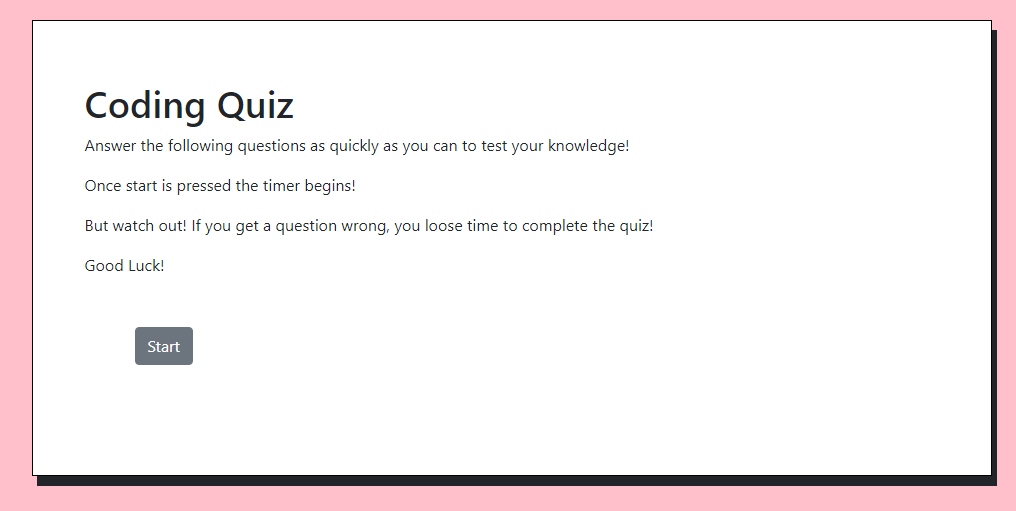 Coding Quiz
Answer the following questions as quickly as you can to test your knowledge!
Once start is pressed the timer begins!
But watch out! If you get a question wrong, you loose time to complete the quiz!
Good Luck!
Start